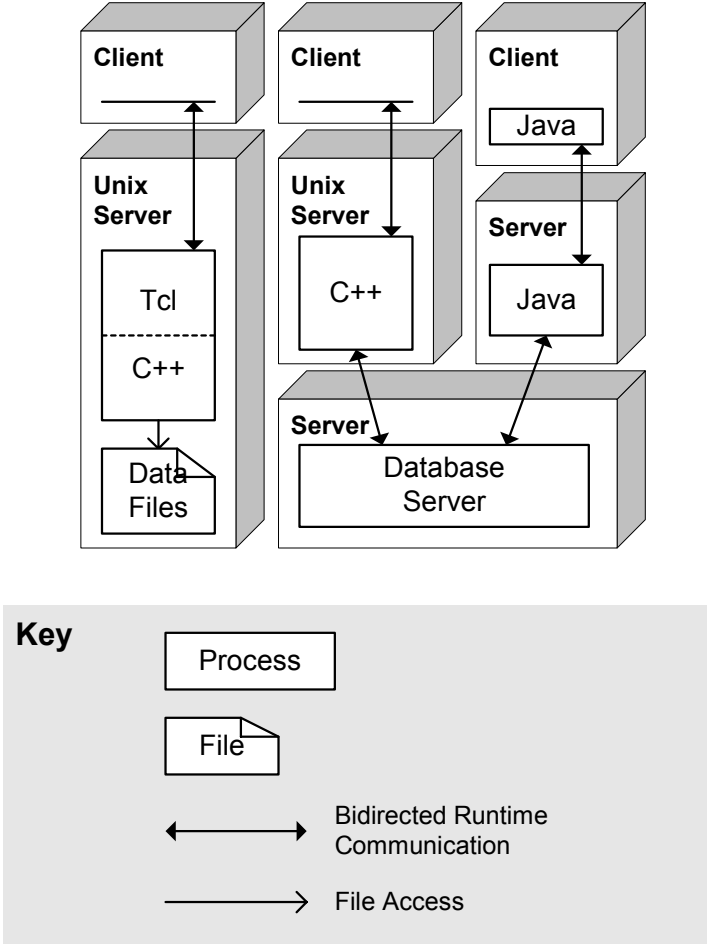 Client
Client
Client
Java
Unix
Server
Unix
Server
Server
Tcl
C++
C++
Java
Data
Files
Server
Database
Server
Key
Process
File
Bidirected Runtime
Communication
File Access